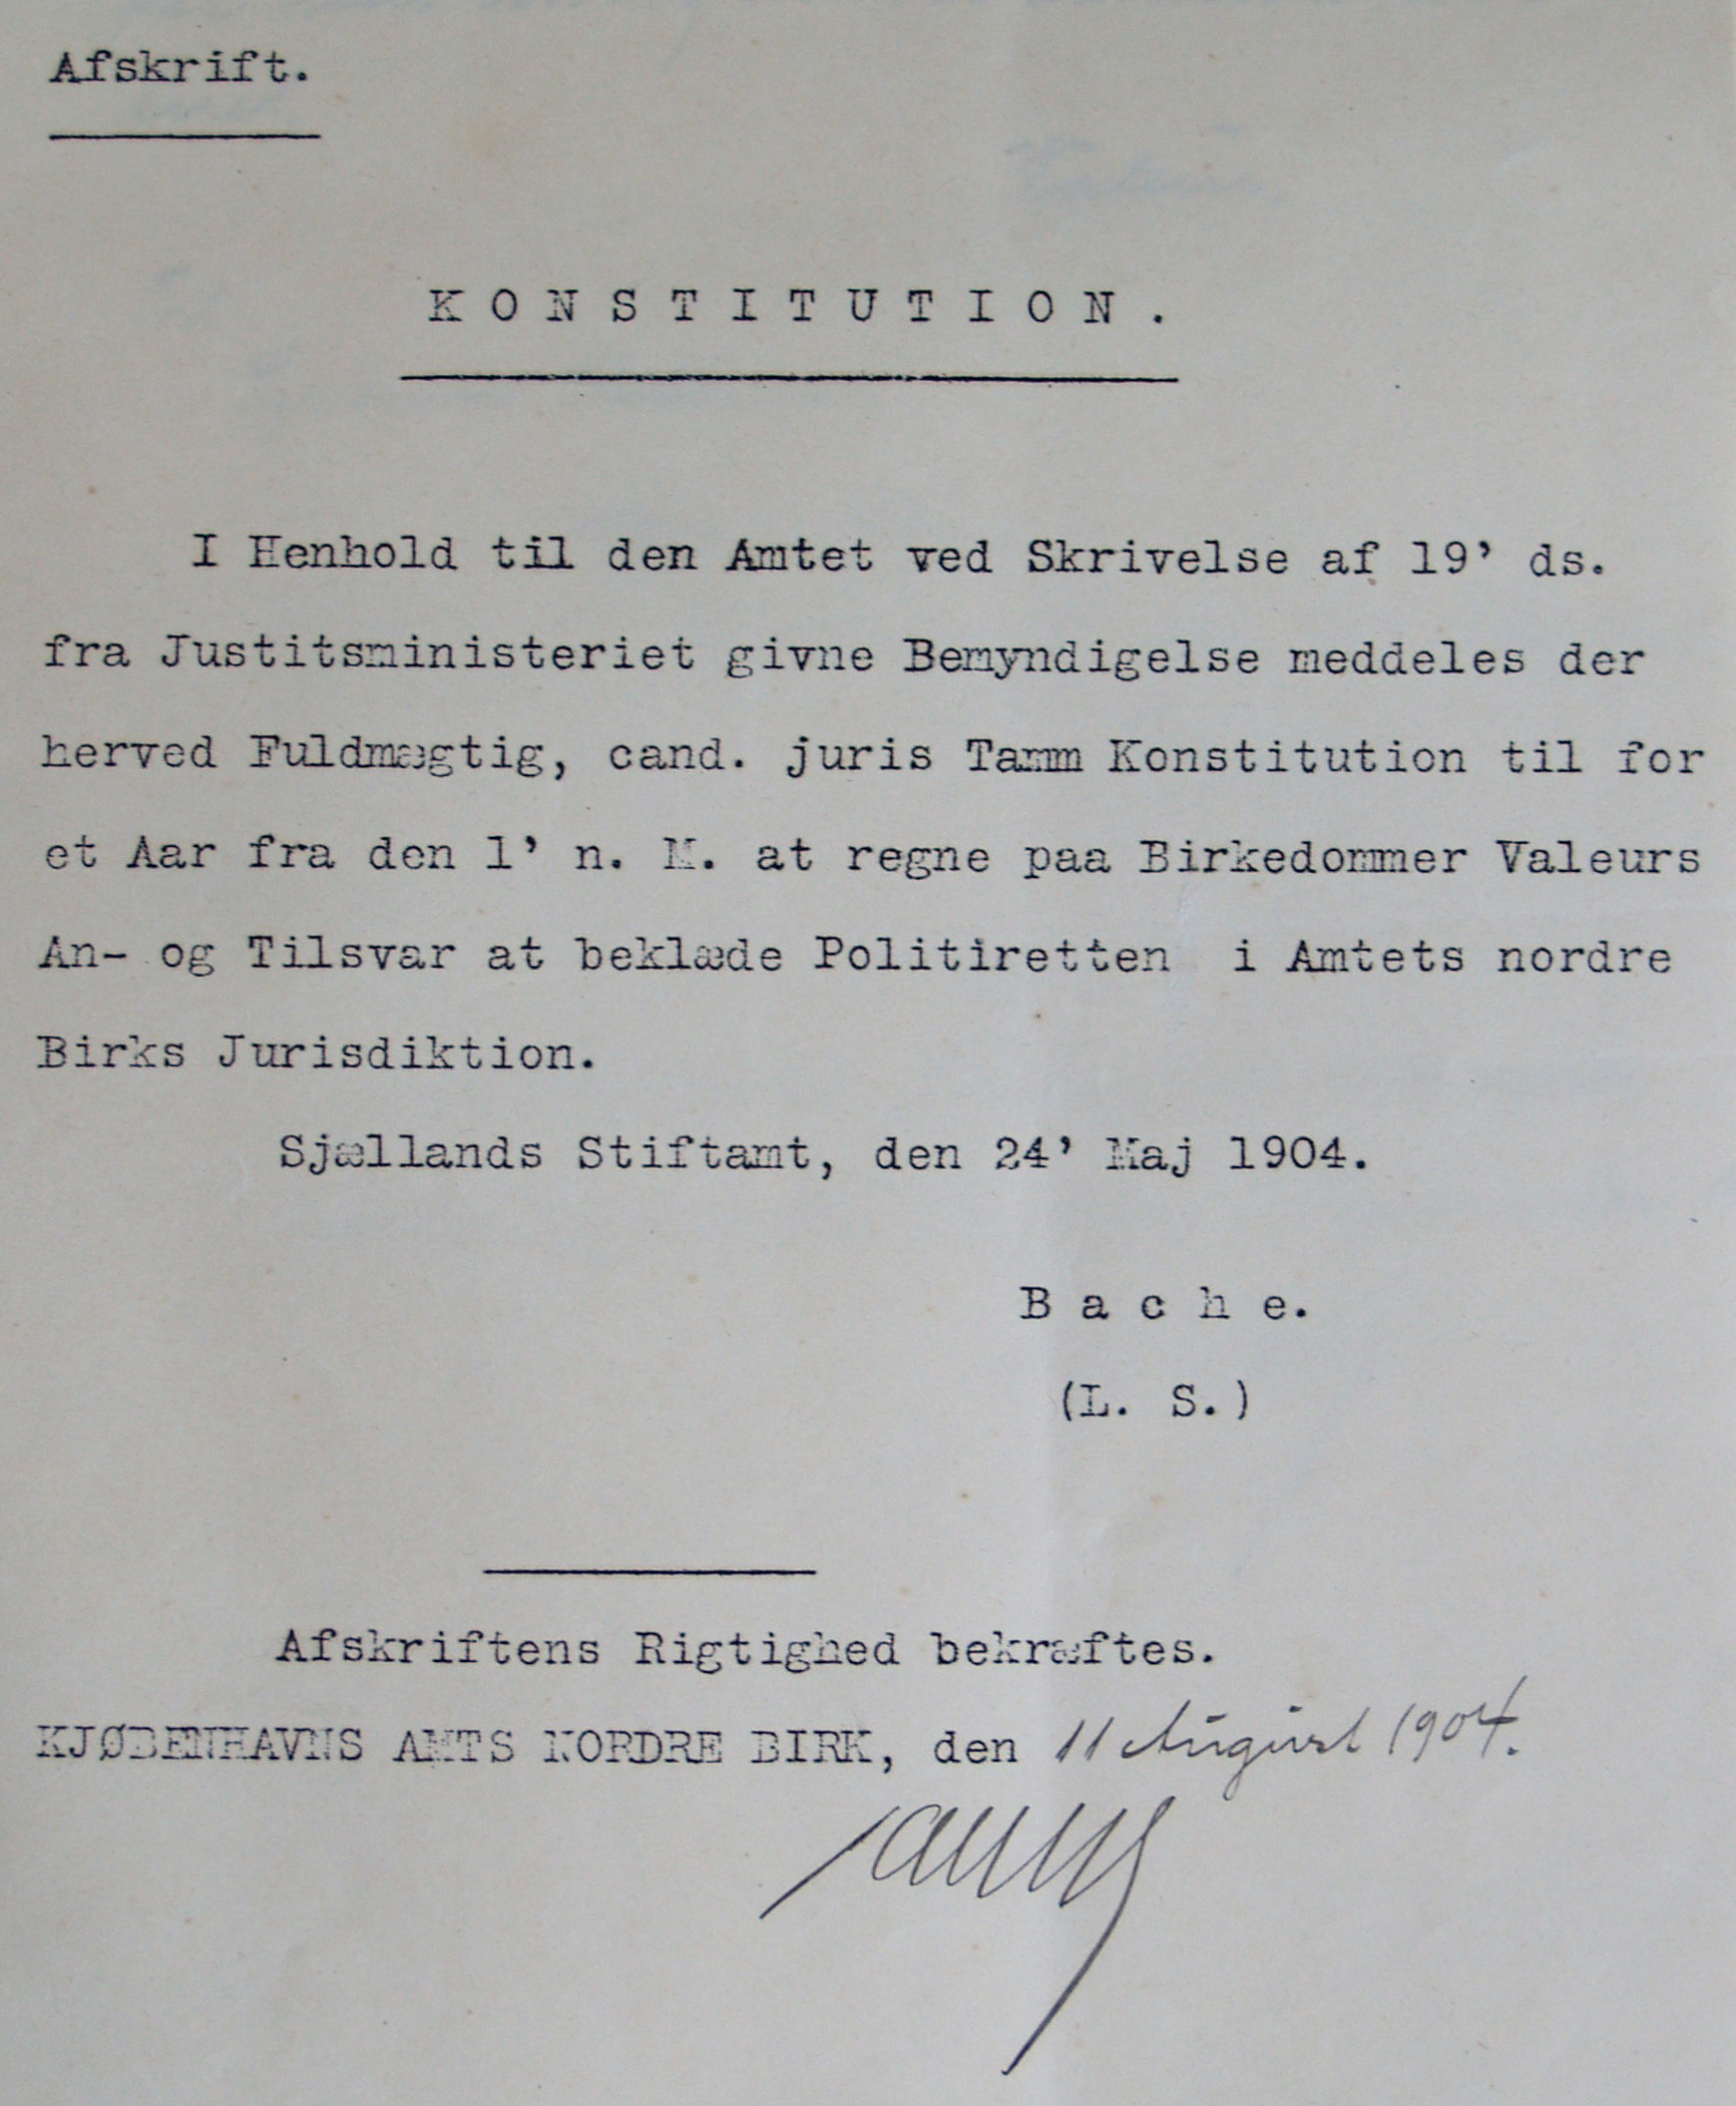 Afskrift.
KONSTITUTION.
I Henhold til den Amtet ved Skrivelse af 19' ds.
fra Justitsministeriet givne Bemyndigelse meddeles der
herved Fuldmægtig, cand. juris Tamm Konstitution til for
et Aar fra den 1' n. M. at regne paa Birkedommer Valeurs
An- og Tilsvar at beklæde Politiretten i Amtets nordre
Birks Jurisdiktion.
Sjællands Stiftamt, den 24' Maj 1904.
Bache.
(L. S.)
Afskriftens Rigtighed bekræftes.
KJØBENHAVNS AMTS NORDRE BIRK, den 11 August 1904.